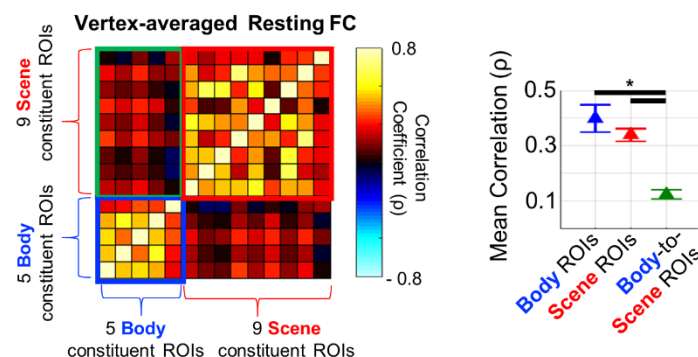 Vertex-averaged Resting FC
9 Scene
constituent ROIs
5 Body
constituent ROIs
5 Body
constituent ROIs
9 Scene
constituent ROIs
0.8
- 0.8
Correlation
Coefficient (ρ)
*
0.5
0.3
0.1
Mean Correlation (ρ)
Body ROIs
Scene ROIs
Body-to-
Scene ROIs